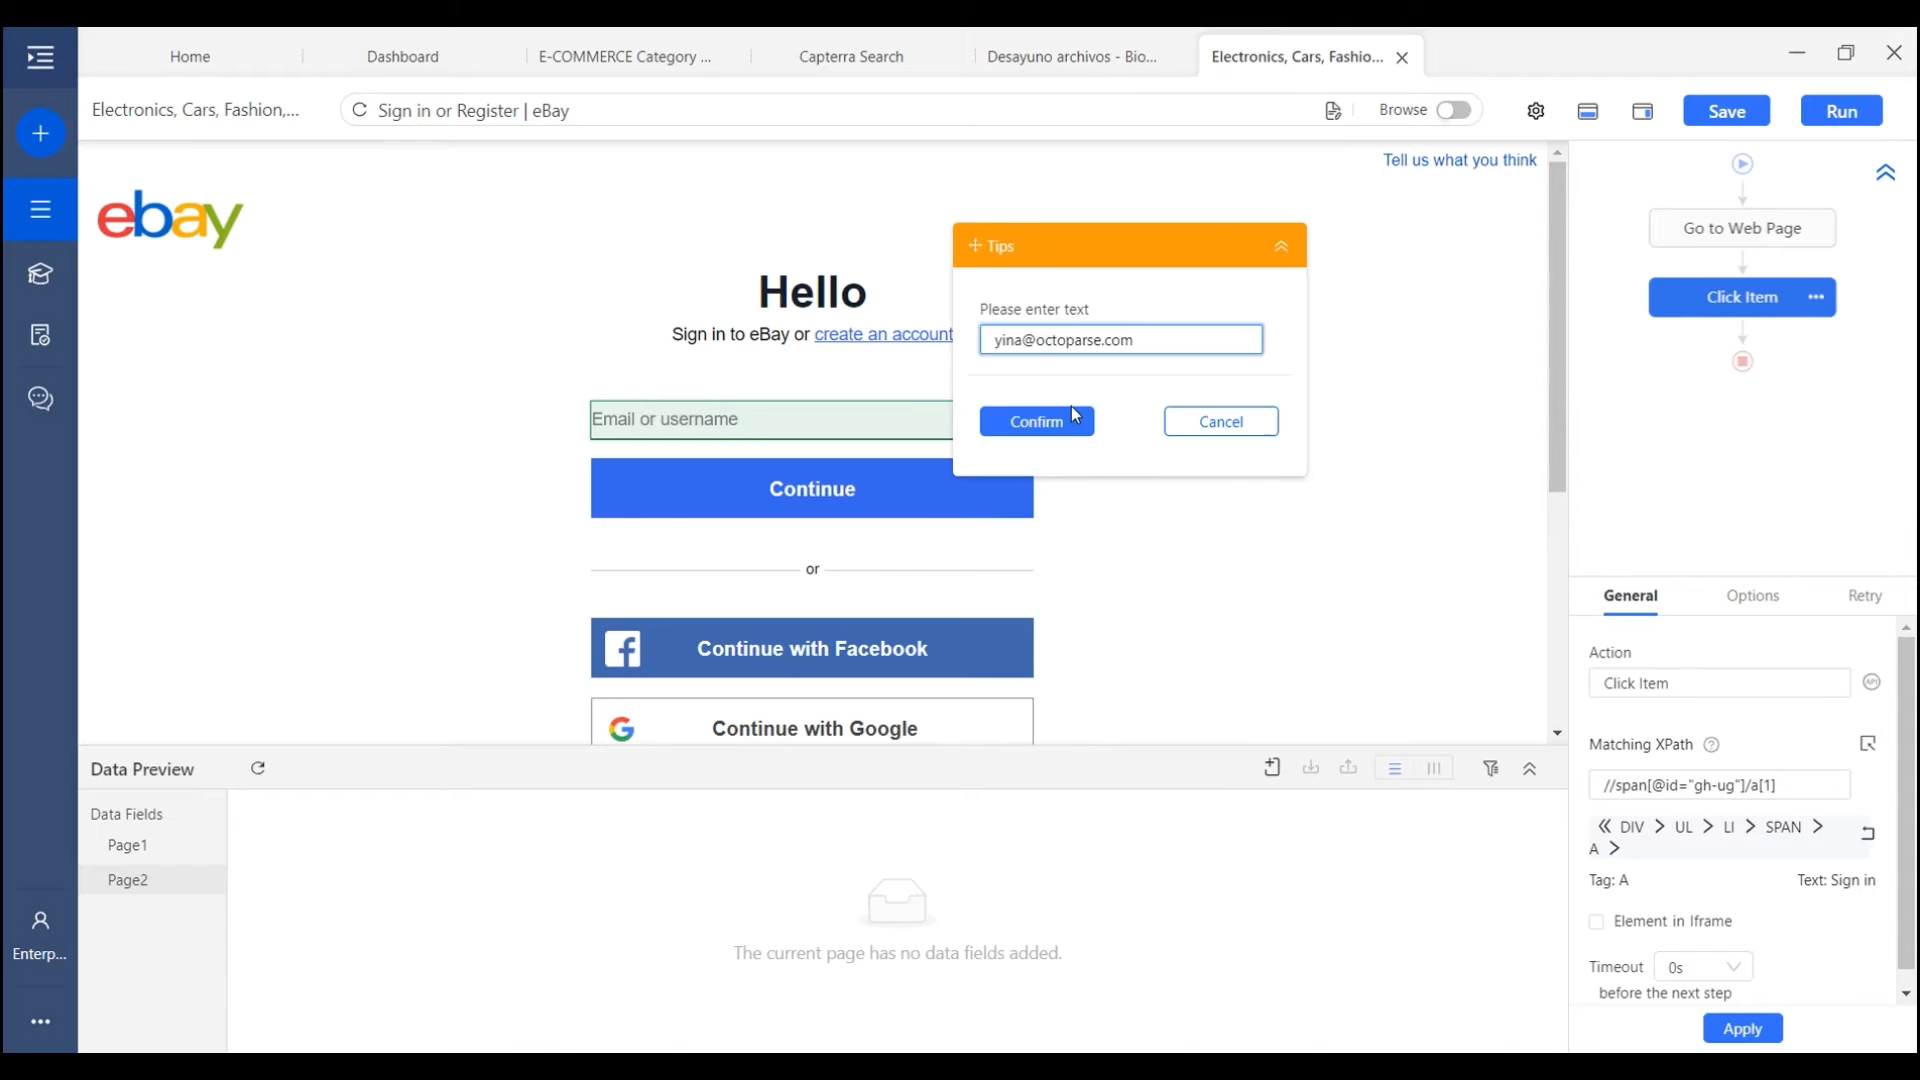 Home
Dashboard
E-COMMERCE Category ...
Capterra Search
Desayuno archivos - Bio...
Electronics, Cars, Fashio...
Electronics, Cars, Fashion,...
Sign in or Register | eBay
Browse
Save
Run
Tell us what you think
ebay
Hello
Sign in to eBay or create an account
Email or username
Continue
or
Continue with Facebook
Continue with Google
Tips
Please enter text
yina@octoparse.com
Confirm
Cancel
Go to Web Page
Click Item
General
Options
Retry
Action
Click Item
API
Matching XPath
//span[@id="gh-ug"]/a[1]
DIV > UL > LI > SPAN >
A >
Tag: A
Text: Sign in
Element in Iframe
Timeout
0s
before the next step
Apply
Data Preview
Data Fields
Page1
Page2
The current page has no data fields added.
Enterp...